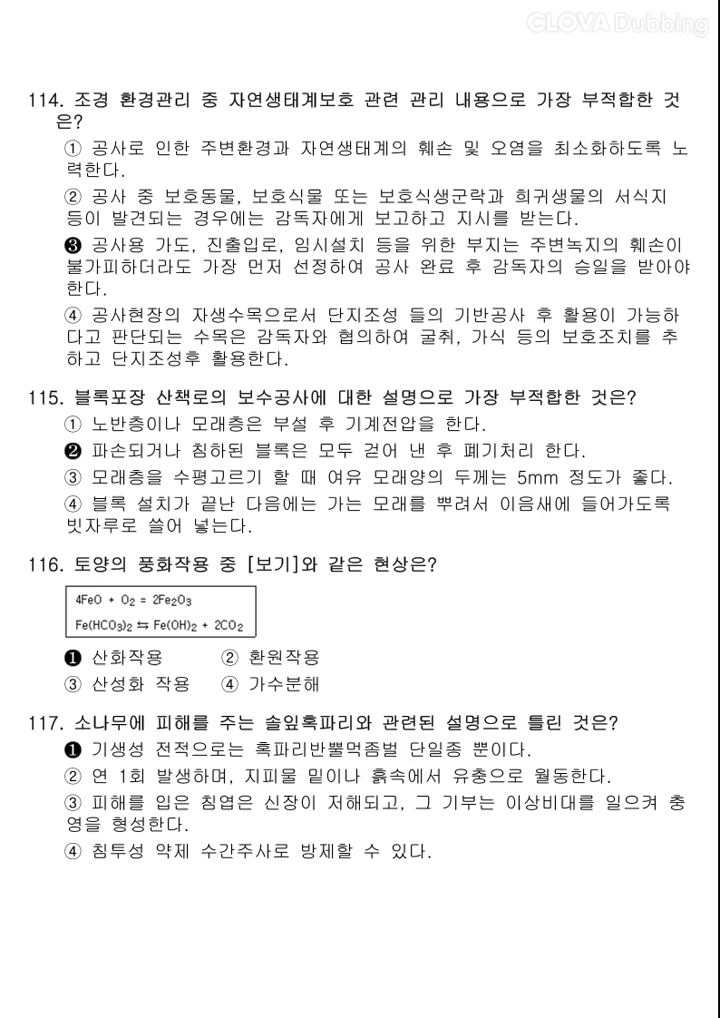 CLOVA Dubbing
114. 조경 환경관리 중 자연생태계보호 관련 관리 내용으로 가장 부적합한 것
은?
① 공사로 인한 주변환경과 자연생태계의 훼손 및 오염을 최소화하도록 노
력한다.
② 공사 중 보호동물, 보호식물 또는 보호식생군락과 희귀생물의 서식지
등이 발견되는 경우에는 감독자에게 보고하고 지시를 받는다.
❸ 공사용 가도, 진출입로, 임시설치 등을 위한 부지는 주변녹지의 훼손이
불가피하더라도 가장 먼저 선정하여 공사 완료 후 감독자의 승일을 받아야
한다.
④ 공사현장의 자생수목으로서 단지조성 들의 기반공사 후 활용이 가능하
다고 판단되는 수목은 감독자와 협의하여 굴취, 가식 등의 보호조치를 추
하고 단지조성후 활용한다.
115. 블록포장 산책로의 보수공사에 대한 설명으로 가장 부적합한 것은?
① 노반층이나 모래층은 부설 후 기계전압을 한다.
❷ 파손되거나 침하된 블록은 모두 걷어 낸 후 폐기처리 한다.
③ 모래층을 수평고르기 할 때 여유 모래양의 두께는 5mm 정도가 좋다.
④ 블록 설치가 끝난 다음에는 가는 모래를 뿌려서 이음새에 들어가도록
빗자루로 쓸어 넣는다.
116. 토양의 풍화작용 중 [보기]와 같은 현상은?
4FeO + O₂ = 2Fe₂O₃
Fe(HCO₃)₂ ⇆ Fe(OH)₂ + 2CO₂
❶ 산화작용 ② 환원작용
③ 산성화 작용 ④ 가수분해
117. 소나무에 피해를 주는 솔잎혹파리와 관련된 설명으로 틀린 것은?
❶ 기생성 전적으로는 혹파리반뿔먹좀벌 단일종 뿐이다.
② 연 1회 발생하며, 지피물 밑이나 흙속에서 유충으로 월동한다.
③ 피해를 입은 침엽은 신장이 저해되고, 그 기부는 이상비대를 일으켜 충
영을 형성한다.
④ 침투성 약제 수간주사로 방제할 수 있다.